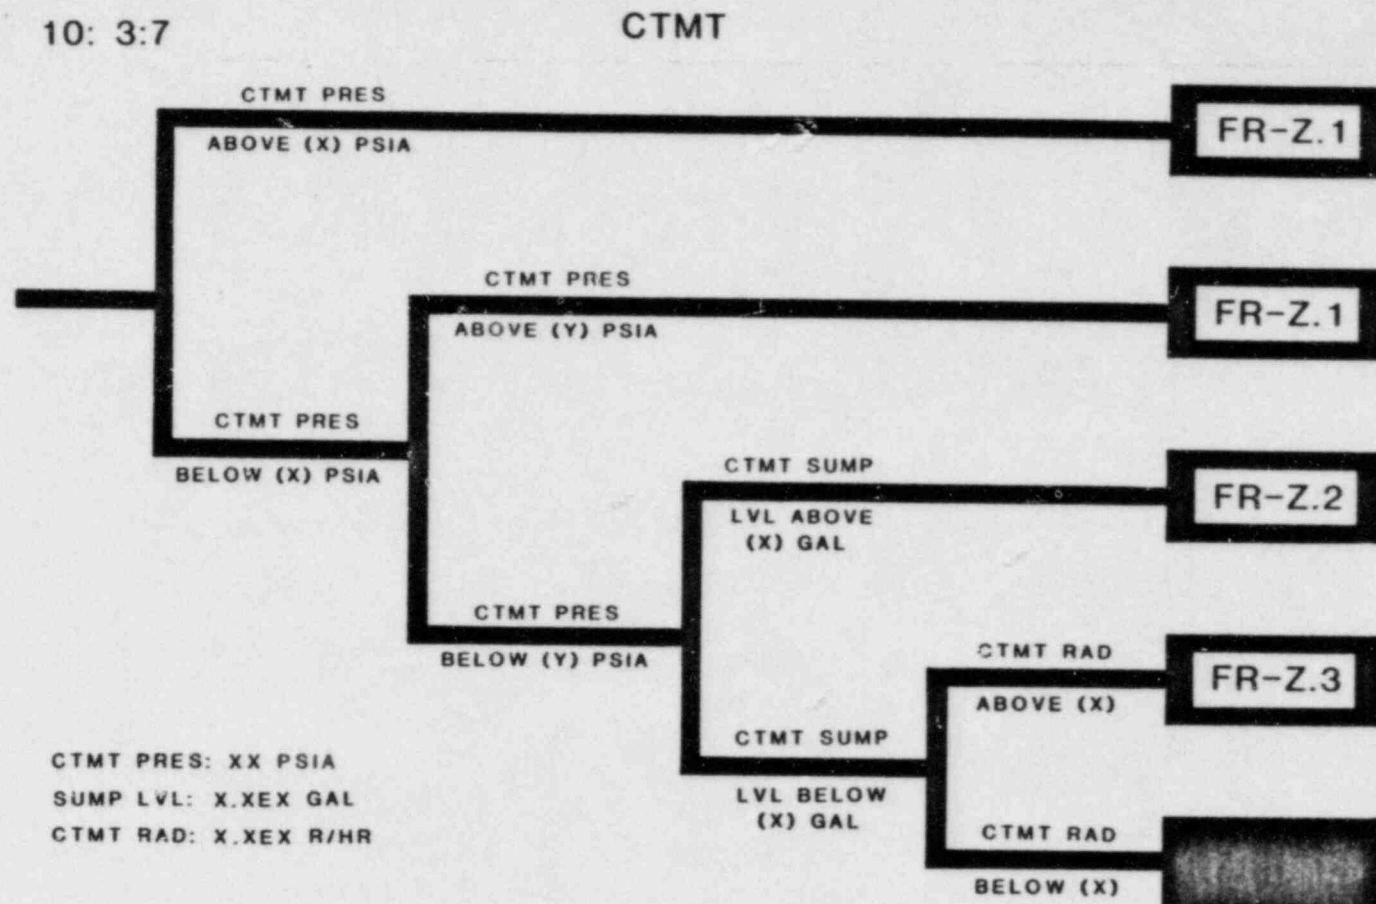 10: 3:7
CTMT
CTMT PRES
ABOVE (X) PSIA
FR-Z.1
CTMT PRES
ABOVE (Y) PSIA
FR-Z.1
CTMT PRES
BELOW (X) PSIA
CTMT SUMP
LVL ABOVE
(X) GAL
FR-Z.2
CTMT PRES
BELOW (Y) PSIA
CTMT RAD
ABOVE (X)
FR-Z.3
CTMT SUMP
LVL BELOW
(X) GAL
CTMT RAD
BELOW (X)
CTMT PRES: XX PSIA
SUMP LVL: X.XEX GAL
CTMT RAD: X.XEX R/HR